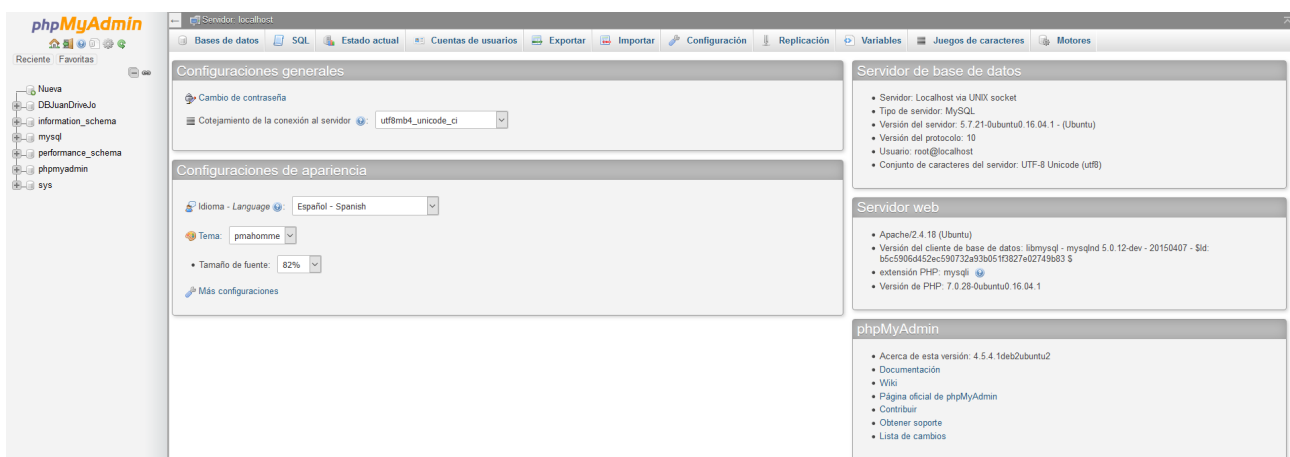 phpMyAdmin
Reciente Favoritas
Nueva
DBJuanDriveJo
information_schema
mysql
performance_schema
phpmyadmin
sys
Servidor: localhost
Bases de datos SQL Estado actual Cuentas de usuarios Exportar Importar Configuración Replicación Variables Juegos de caracteres Motores
Configuraciones generales
Cambio de contraseña
Cotejamiento de la conexión al servidor : utf8mb4_unicode_ci
Configuraciones de apariencia
Idioma - Language : Español - Spanish
Tema: pmahomme
• Tamaño de fuente: 82%
Más configuraciones
Servidor de base de datos
• Servidor: Localhost via UNIX socket
• Tipo de servidor: MySQL
• Versión del servidor: 5.7.21-0ubuntu0.16.04.1 - (Ubuntu)
• Versión del protocolo: 10
• Usuario: root@localhost
• Conjunto de caracteres del servidor: UTF-8 Unicode (utf8)
Servidor web
• Apache/2.4.18 (Ubuntu)
• Versión del cliente de base de datos: libmysql - mysqlnd 5.0.12-dev - 20150407 - $Id:
b5c5906d452ec590732a93b051f3827e02749b83 $
• extensión PHP: mysqli
• Versión de PHP: 7.0.28-0ubuntu0.16.04.1
phpMyAdmin
• Acerca de esta versión: 4.5.4.1deb2ubuntu2
• Documentación
• Wiki
• Página oficial de phpMyAdmin
• Contribuir
• Obtener soporte
• Lista de cambios